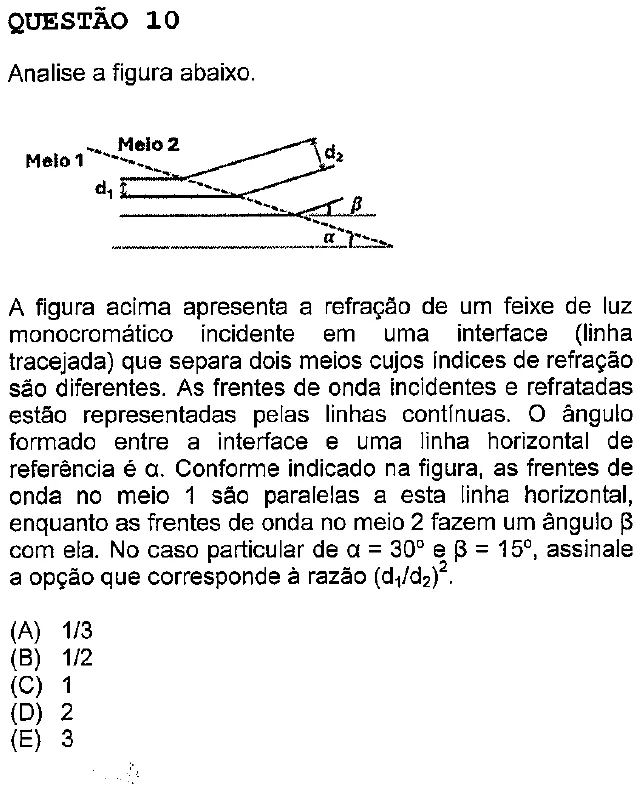 QUESTÃO 10
Analise a figura abaixo.
Meio 1
Meio 2
d₁
d₂
β
α
A figura acima apresenta a refração de um feixe de luz
monocromático incidente em uma interface (linha
tracejada) que separa dois meios cujos índices de refração
são diferentes. As frentes de onda incidentes e refratadas
estão representadas pelas linhas contínuas. O ângulo
formado entre a interface e uma linha horizontal de
referência é α. Conforme indicado na figura, as frentes de
onda no meio 1 são paralelas a esta linha horizontal,
enquanto as frentes de onda no meio 2 fazem um ângulo β
com ela. No caso particular de α = 30º e β = 15º, assinale
a opção que corresponde à razão (d₁/d₂)².
(A) 1/3
(B) 1/2
(C) 1
(D) 2
(E) 3